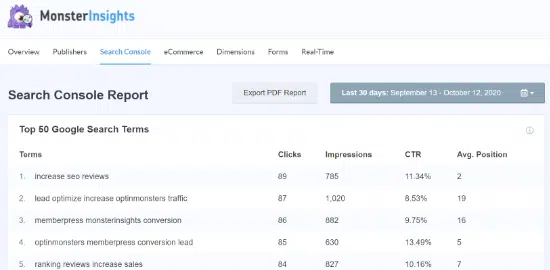 MonsterInsights
Overview Publishers Search Console eCommerce Dimensions Forms Real-Time
Search Console Report Export PDF Report Last 30 days: September 13 - October 12, 2020
Top 50 Google Search Terms
Terms Clicks Impressions CTR Avg. Position
1. increase seo reviews 89 785 11.34% 2
2. lead optimize increase optinmonsters traffic 87 1,020 8.53% 19
3. memberpress monsterinsights conversion 86 882 9.75% 16
4. optinmonsters memberpress conversion lead 85 630 13.49% 5
5. ranking reviews increase sales 84 827 10.16% 7